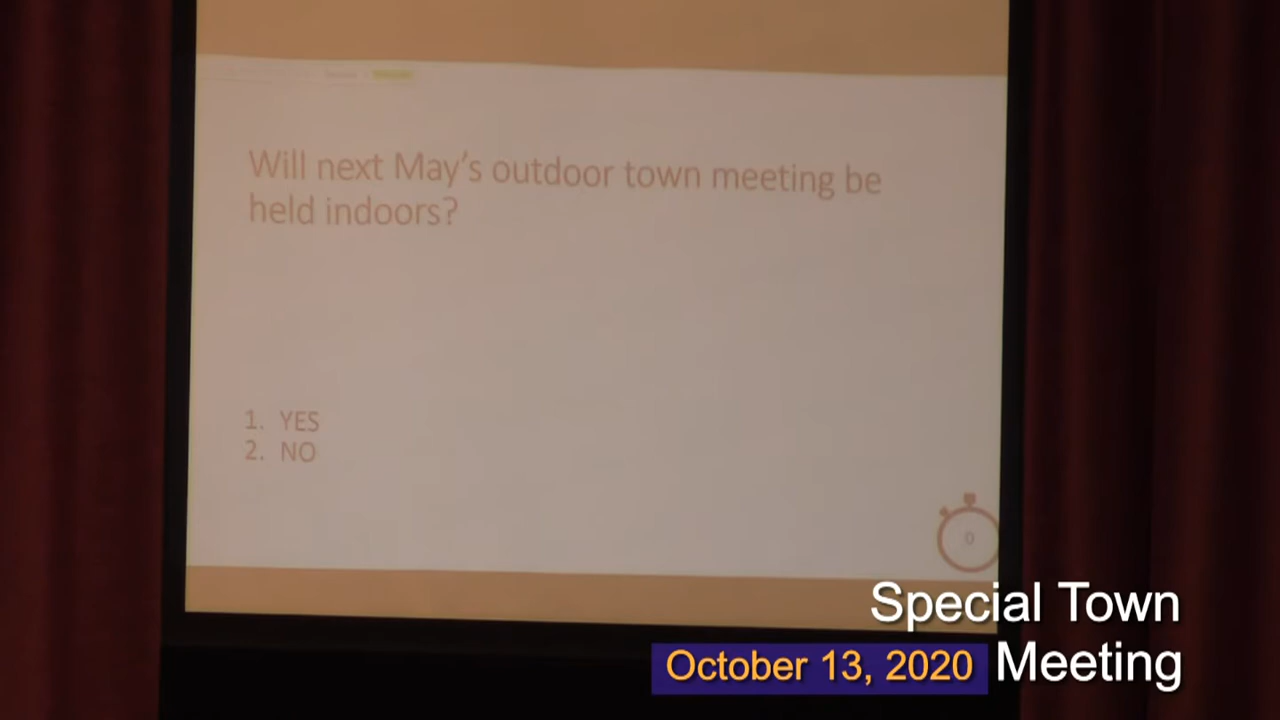 Will next May's outdoor town meeting be
held indoors?
1. YES
2. NO
0
Special Town
October 13, 2020 Meeting